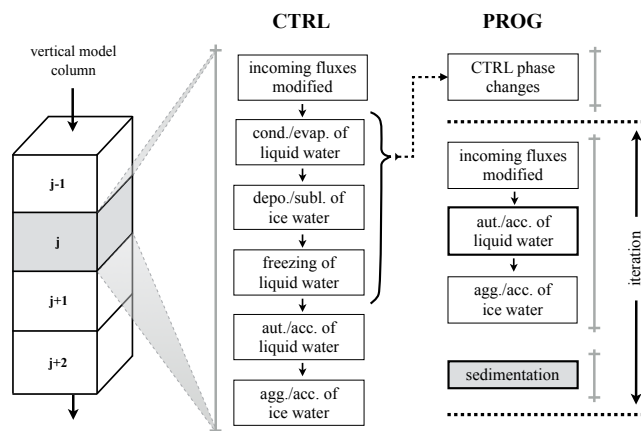 CTRL
PROG
vertical model
column
j-1
j
j+1
j+2
incoming fluxes
modified
cond./evap. of
liquid water
depo./subl. of
ice water
freezing of
liquid water
aut./acc. of
liquid water
agg./acc. of
ice water
CTRL phase
changes
incoming fluxes
modified
aut./acc. of
liquid water
agg./acc. of
ice water
sedimentation
iteration